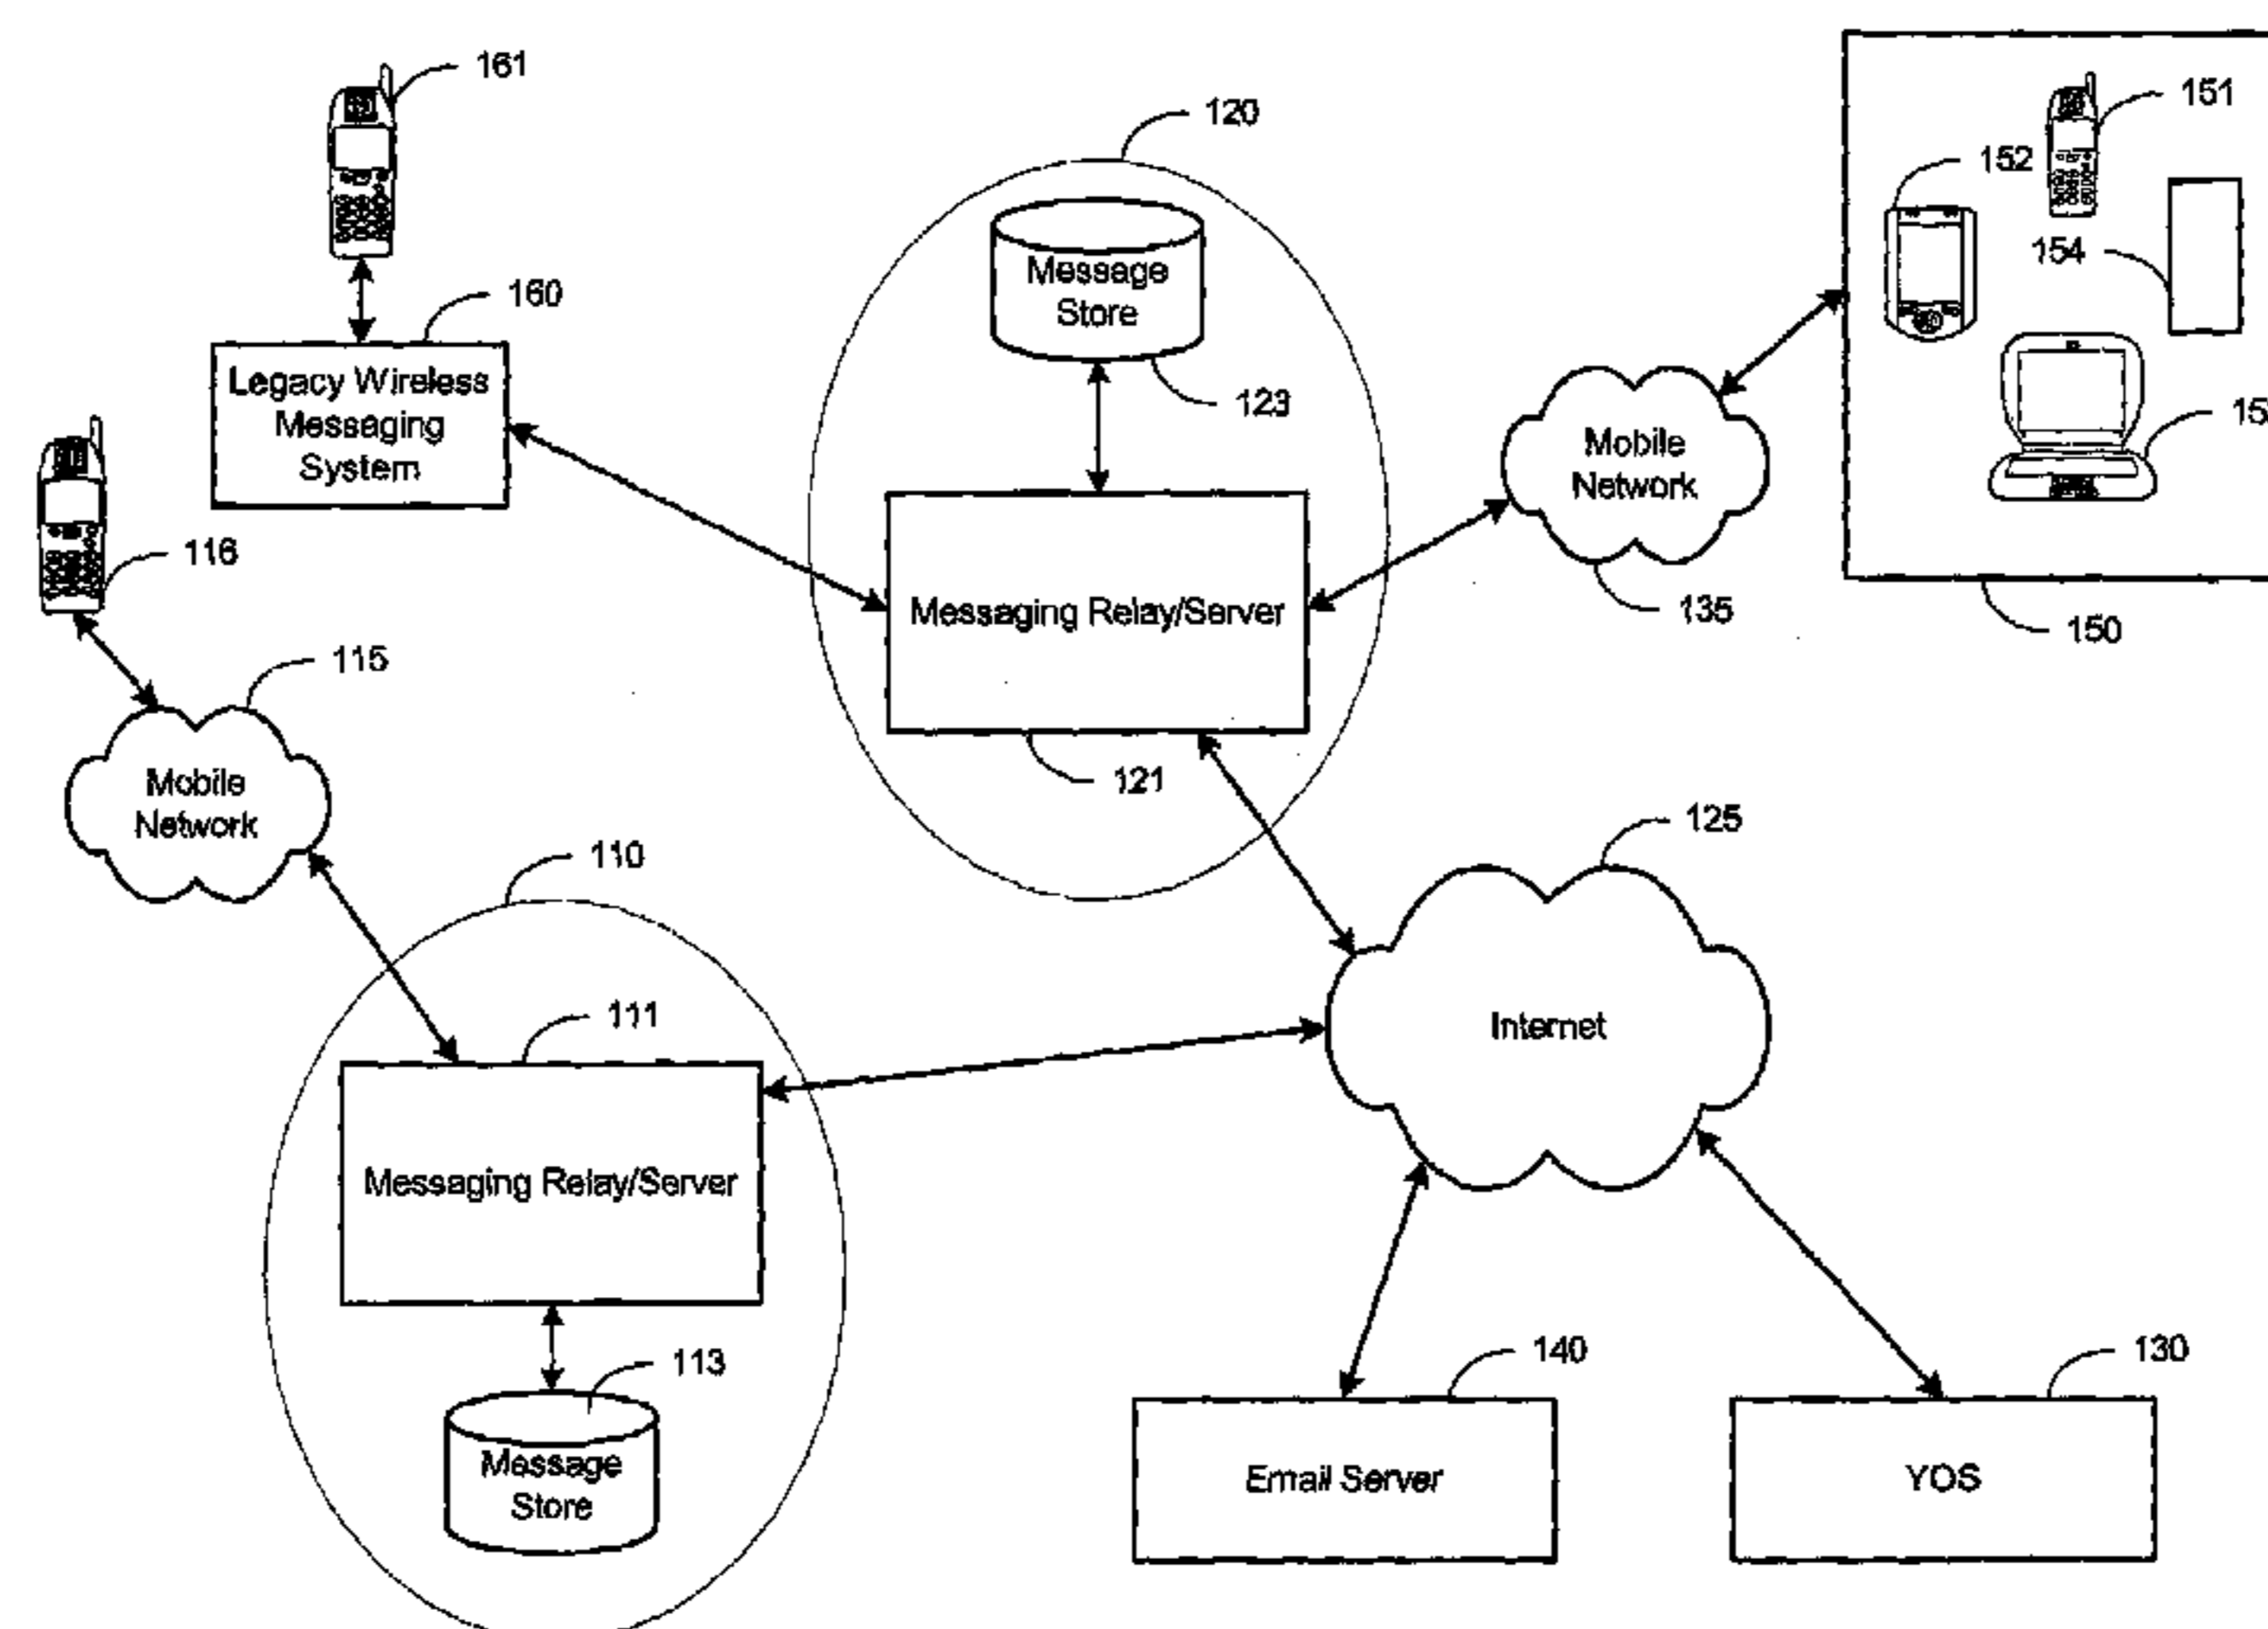 161
120
151
152
Message
Store
160
154
Legacy Wireless
Messaging
System
123
Mobile
Network
116
Messaging Relay/Server
135
150
115
121
Mobile
Network
125
110
Internet
111
Messaging Relay/Server
113
140
130
Message
Store
Email Server
YOS